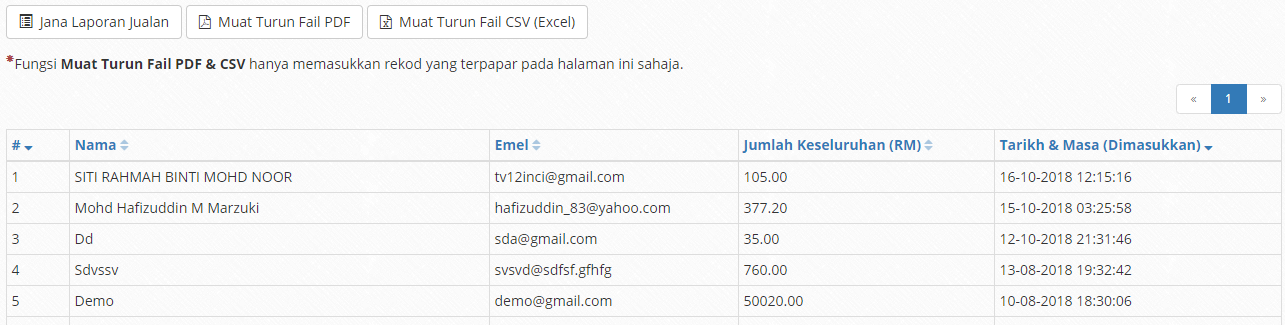 Jana Laporan Jualan Muat Turun Fail PDF Muat Turun Fail CSV (Excel)
*Fungsi Muat Turun Fail PDF & CSV hanya memasukkan rekod yang terpapar pada halaman ini sahaja.
« 1 »
# Nama Emel Jumlah Keseluruhan (RM) Tarikh & Masa (Dimasukkan)
1 SITI RAHMAH BINTI MOHD NOOR tv12inci@gmail.com 105.00 16-10-2018 12:15:16
2 Mohd Hafizuddin M Marzuki hafizuddin_83@yahoo.com 377.20 15-10-2018 03:25:58
3 Dd sda@gmail.com 35.00 12-10-2018 21:31:46
4 Sdvssv svsvd@sdfsf.gfhfg 760.00 13-08-2018 19:32:42
5 Demo demo@gmail.com 50020.00 10-08-2018 18:30:06